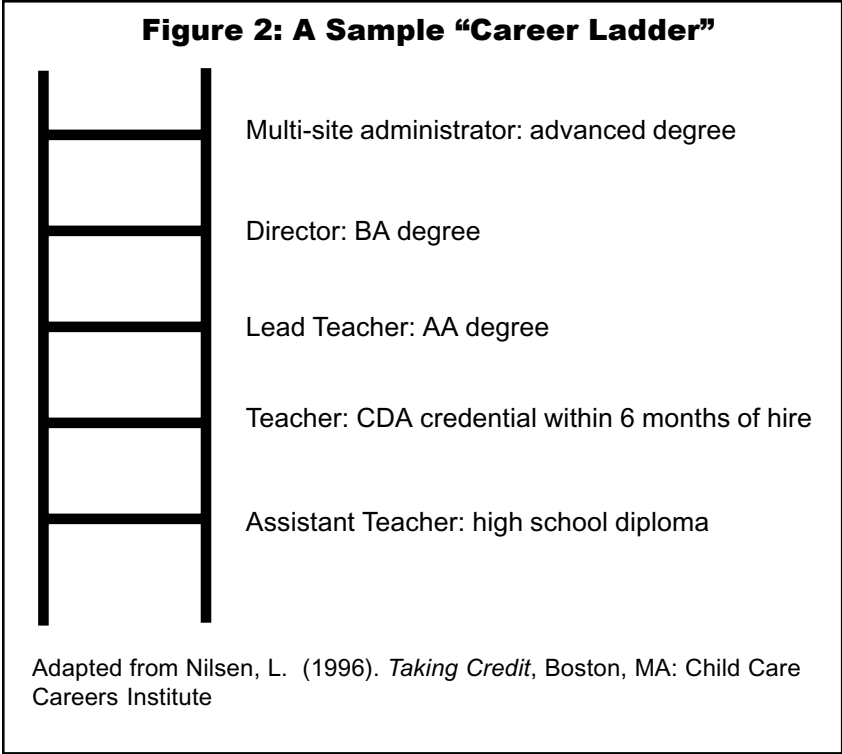 Figure 2: A Sample “Career Ladder”
Multi-site administrator: advanced degree
Director: BA degree
Lead Teacher: AA degree
Teacher: CDA credential within 6 months of hire
Assistant Teacher: high school diploma
Adapted from Nilsen, L.  (1996). Taking Credit, Boston, MA: Child Care
Careers Institute